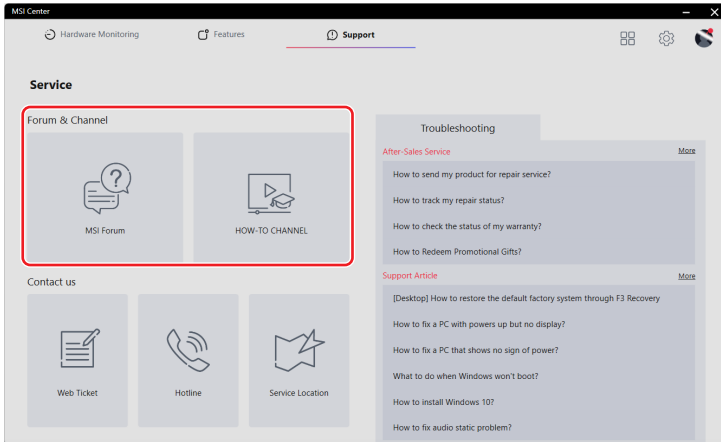 MSI Center
Hardware Monitoring
Features
Support
Service
Forum & Channel
MSI Forum
HOW-TO CHANNEL
Contact us
Web Ticket
Hotline
Service Location
Troubleshooting
After-Sales Service
More
How to send my product for repair service?
How to track my repair status?
How to check the status of my warranty?
How to Redeem Promotional Gifts?
Support Article
More
[Desktop] How to restore the default factory system through F3 Recovery
How to fix a PC with powers up but no display?
How to fix a PC that shows no sign of power?
What to do when Windows won't boot?
How to install Windows 10?
How to fix audio static problem?